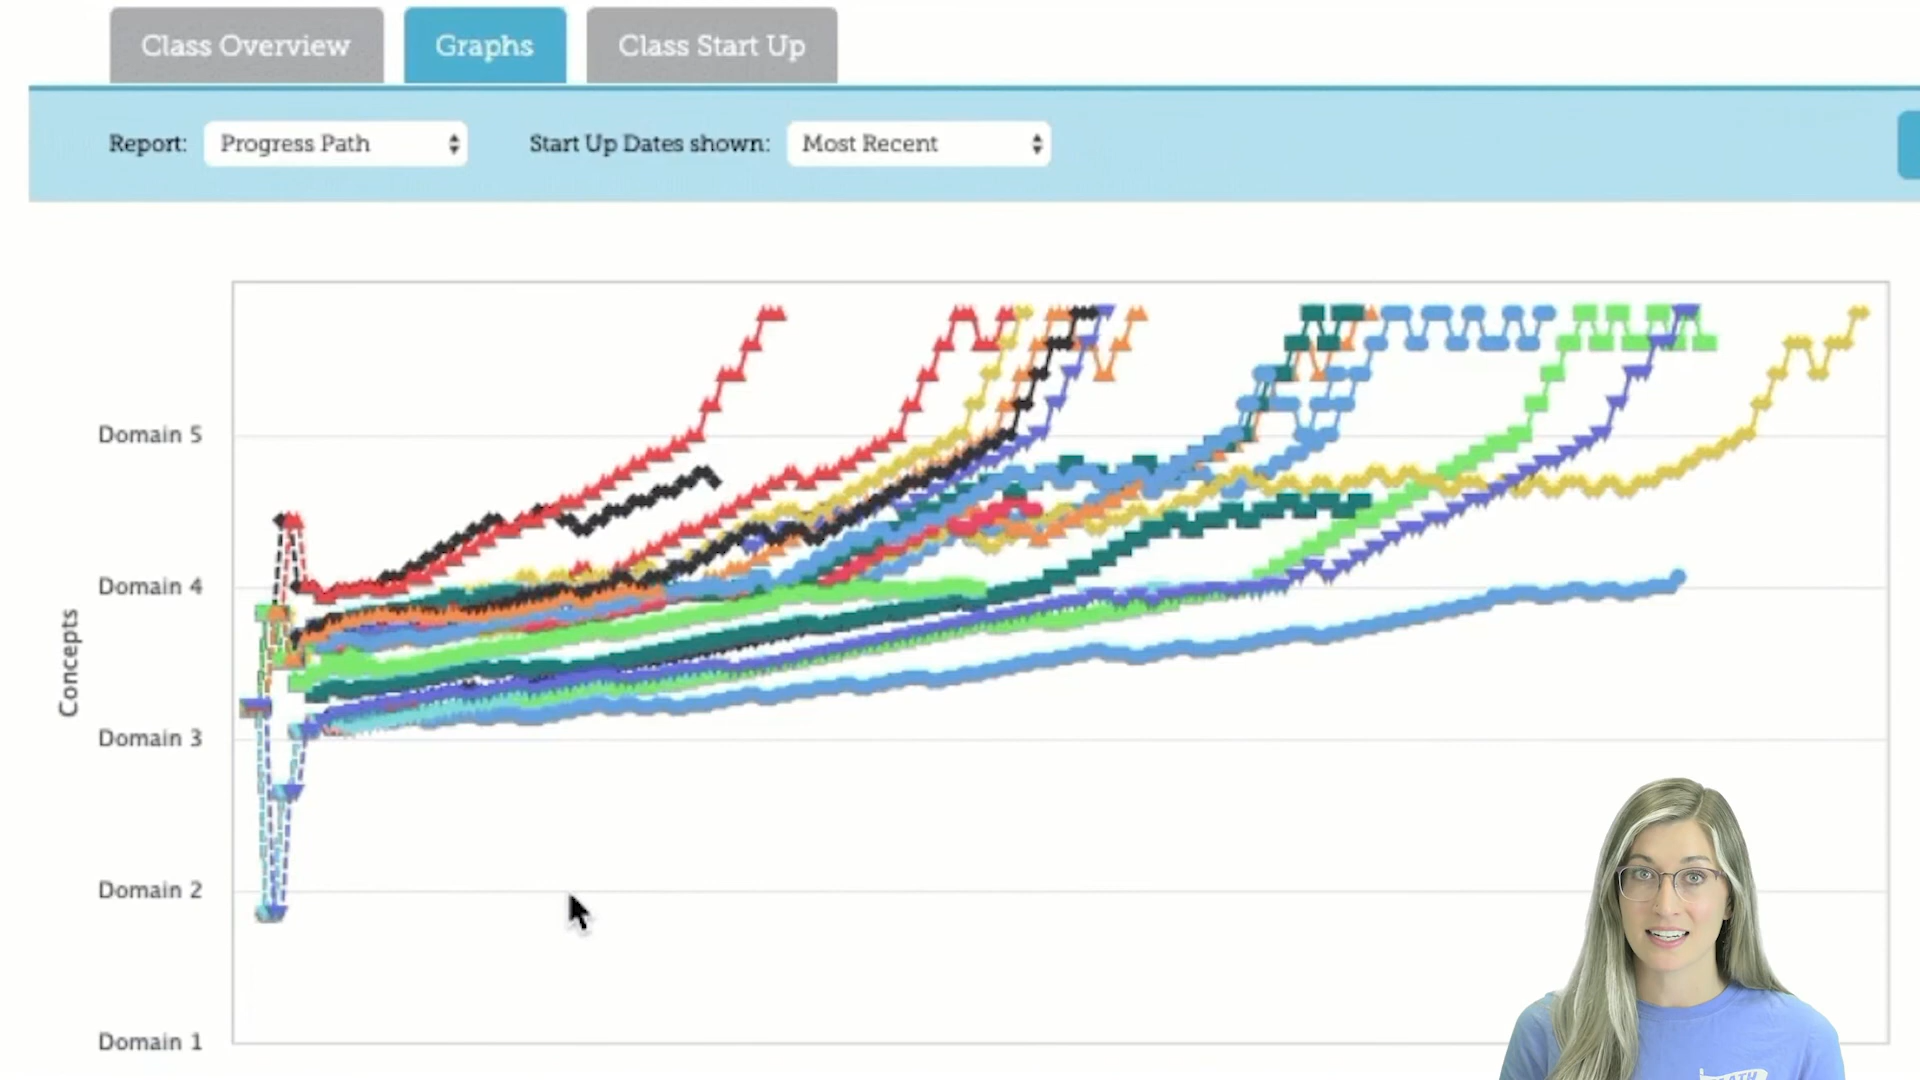 Class Overview
Graphs
Class Start Up
Report: Progress Path
Start Up Dates shown: Most Recent
Concepts
Domain 5
Domain 4
Domain 3
Domain 2
Domain 1